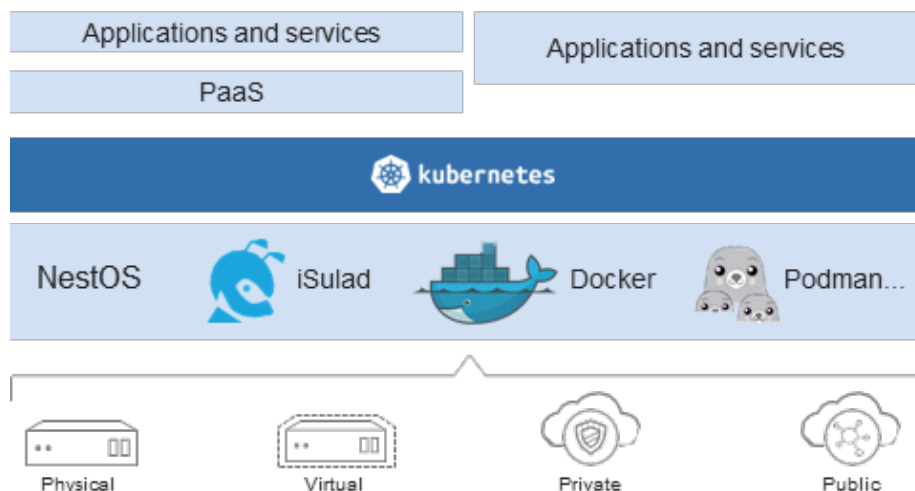 Applications and services
Applications and services
PaaS
kubernetes
NestOS
iSulad
Docker
Podman...
Physical
Virtual
Private
Public